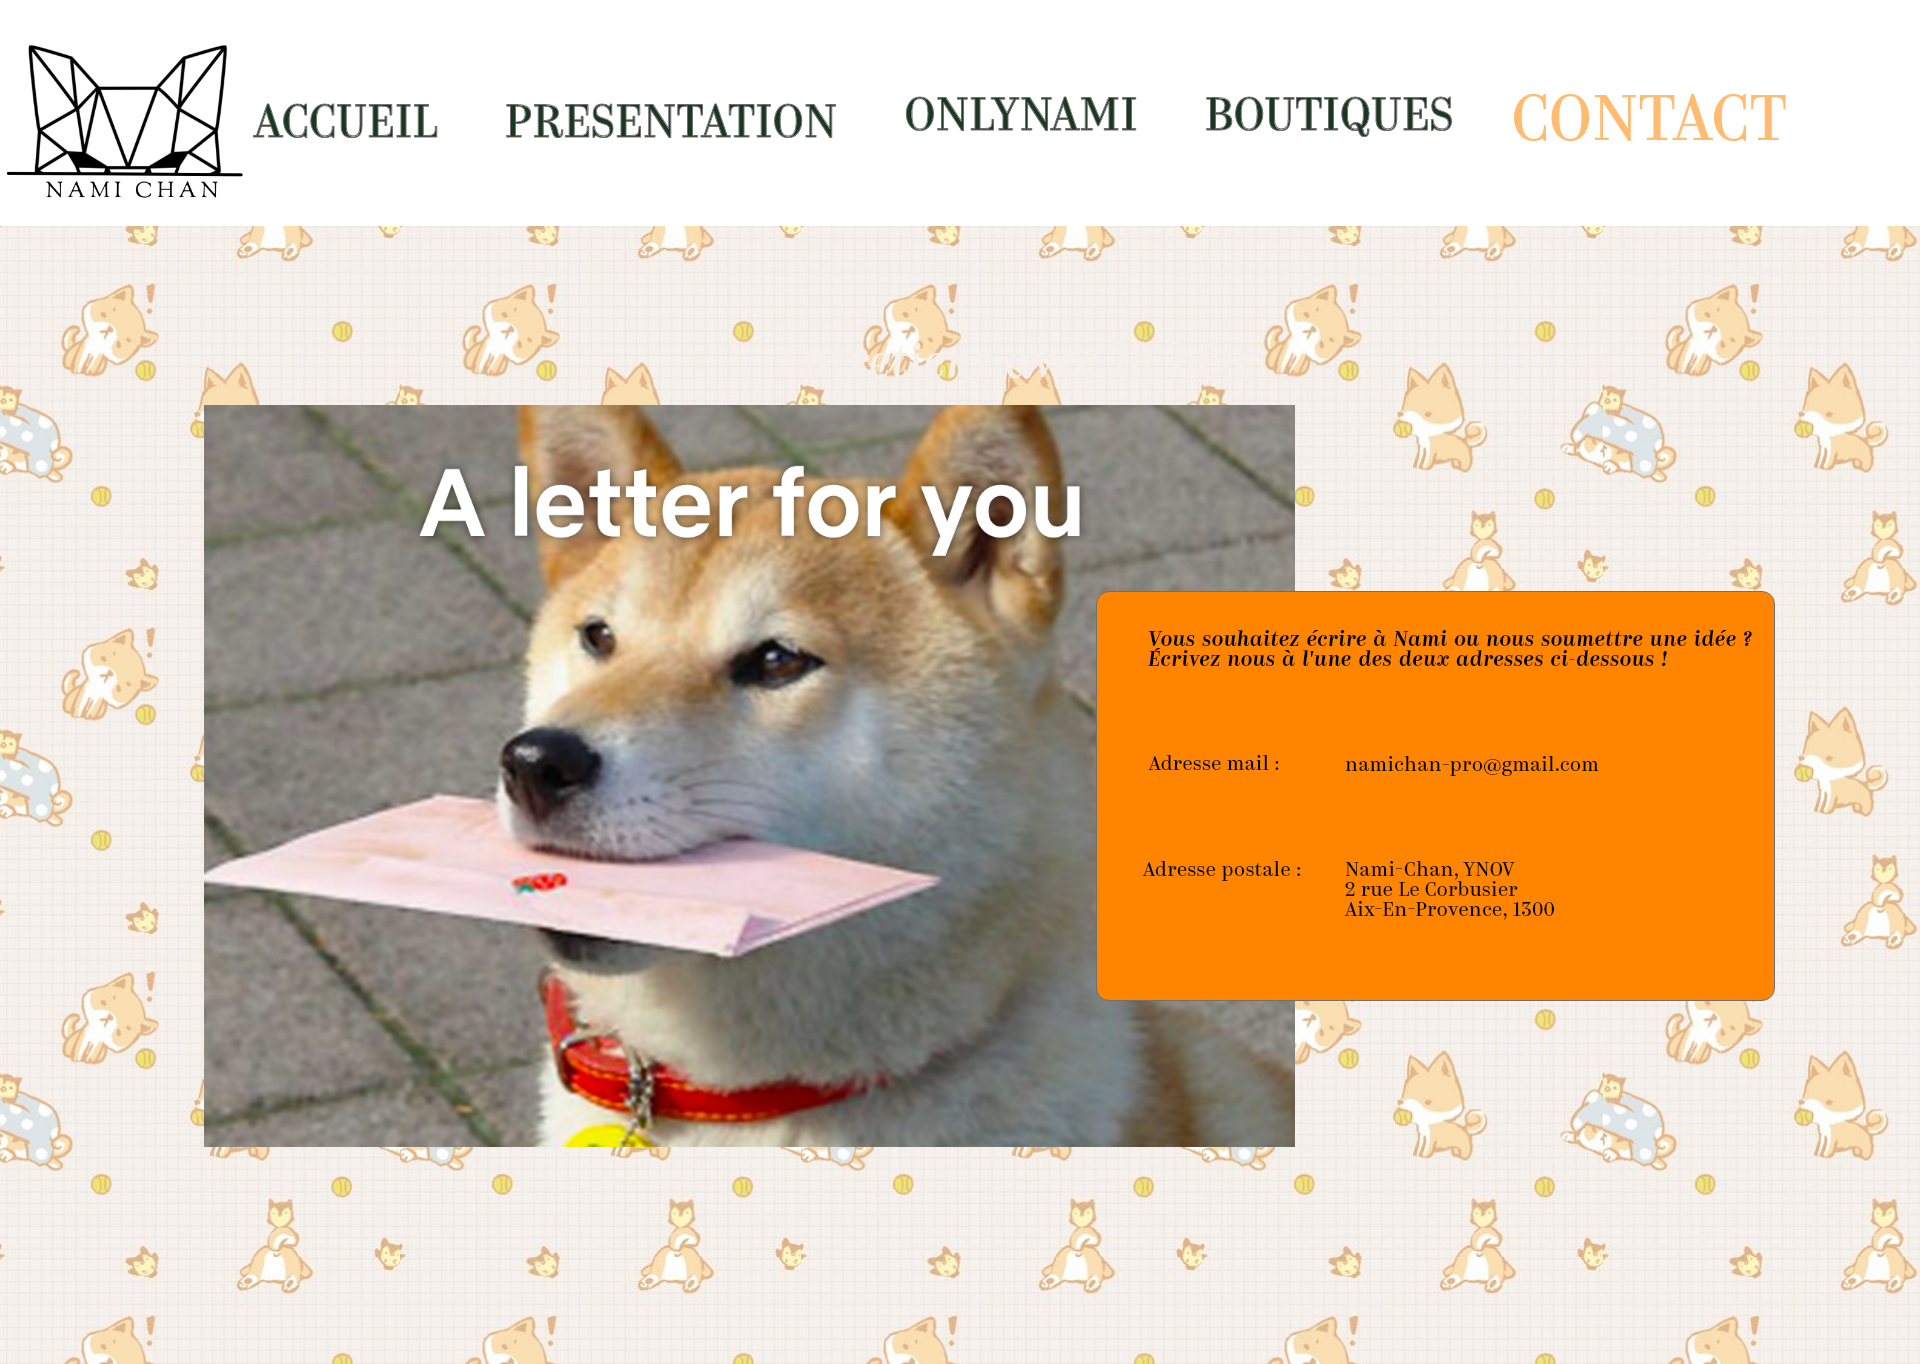 NAMI CHAN
ACCUEIL
PRESENTATION
ONLYNAMI
BOUTIQUES
CONTACT
A letter for you
Vous souhaitez écrire à Nami ou nous soumettre une idée ?
Écrivez nous à l'une des deux adresses ci-dessous !
Adresse mail :
namichan-pro@gmail.com
Adresse postale :
Nami-Chan, YNOV
2 rue Le Corbusier
Aix-En-Provence, 1300